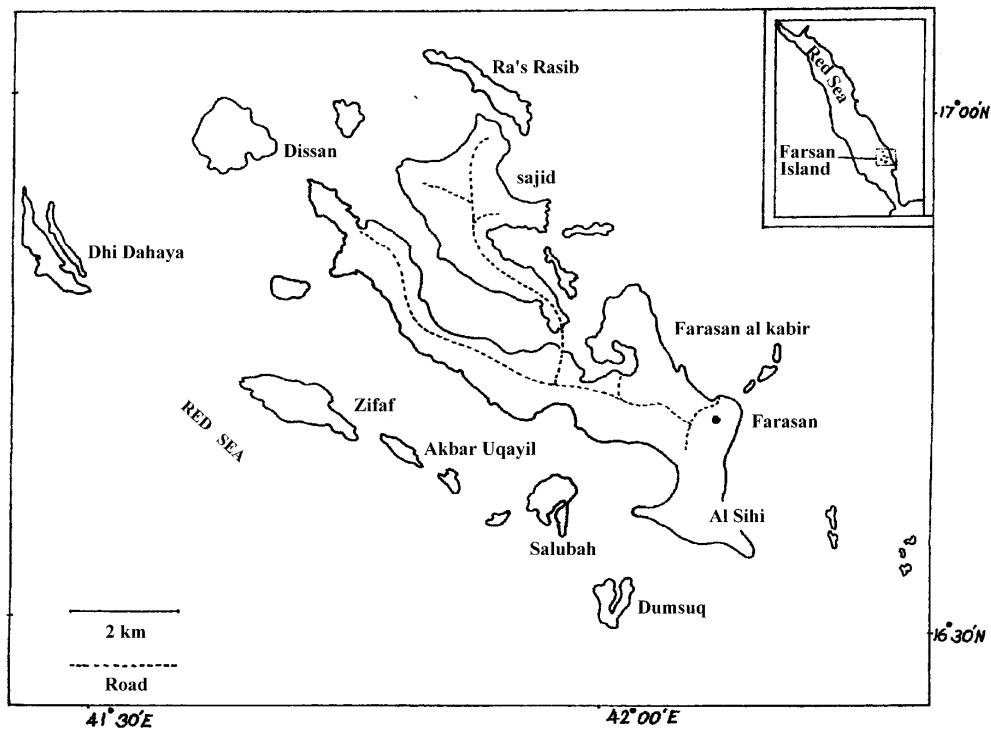 Ra's Rasib
Red Sea
17°00'N
Dissan
Farsan
Island
sajid
Dhi Dahaya
Farasan al kabir
Zifaf
RED SEA
Farasan
Akbar Uqayil
Al Sihi
Salubah
Dumsuq
2 km
16°30'N
Road
41°30'E
42°00'E